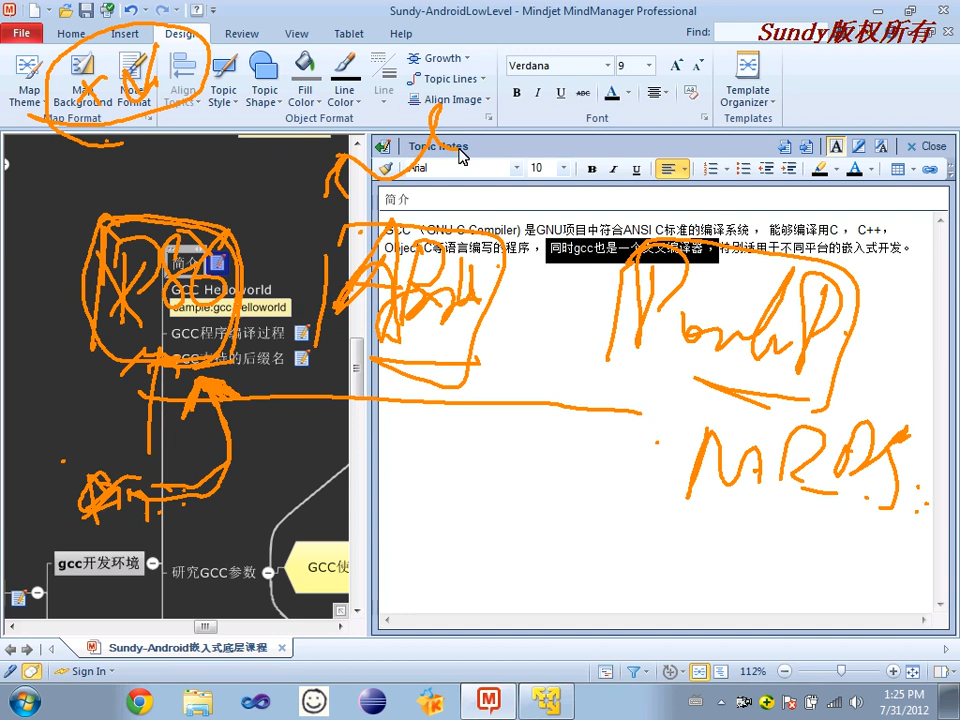 Sundy-AndroidLowLevel - Mindjet MindManager Professional
File Home Insert Design Review View Tablet Help Find:
Sundy版权所有
Map Theme
Map Background
Notes Format
Align Topics
Topic Style
Topic Shape
Fill Color
Line Color
Line
Growth
Topic Lines
Align Image
Verdana 9
B I U ABC A
Template Organizer
Map Format Object Format Font Templates
Topic Notes Close
Arial 10 B I U
简介
GCC （GNU C Compiler) 是GNU项目中符合ANSI C标准的编译系统， 能够编译用C ， C++，
Object C等语言编写的程序， 同时gcc也是一个交叉编译器， 特别适用于不同平台的嵌入式开发。
简介
GCC Helloworld
sample:gcc helloworld
GCC程序编译过程
GCC支持的后缀名
X86
ARM
gcc开发环境
研究GCC参数
GCC使
Sundy-Android嵌入式底层课程
Sign In 112%
1:25 PM
7/31/2012